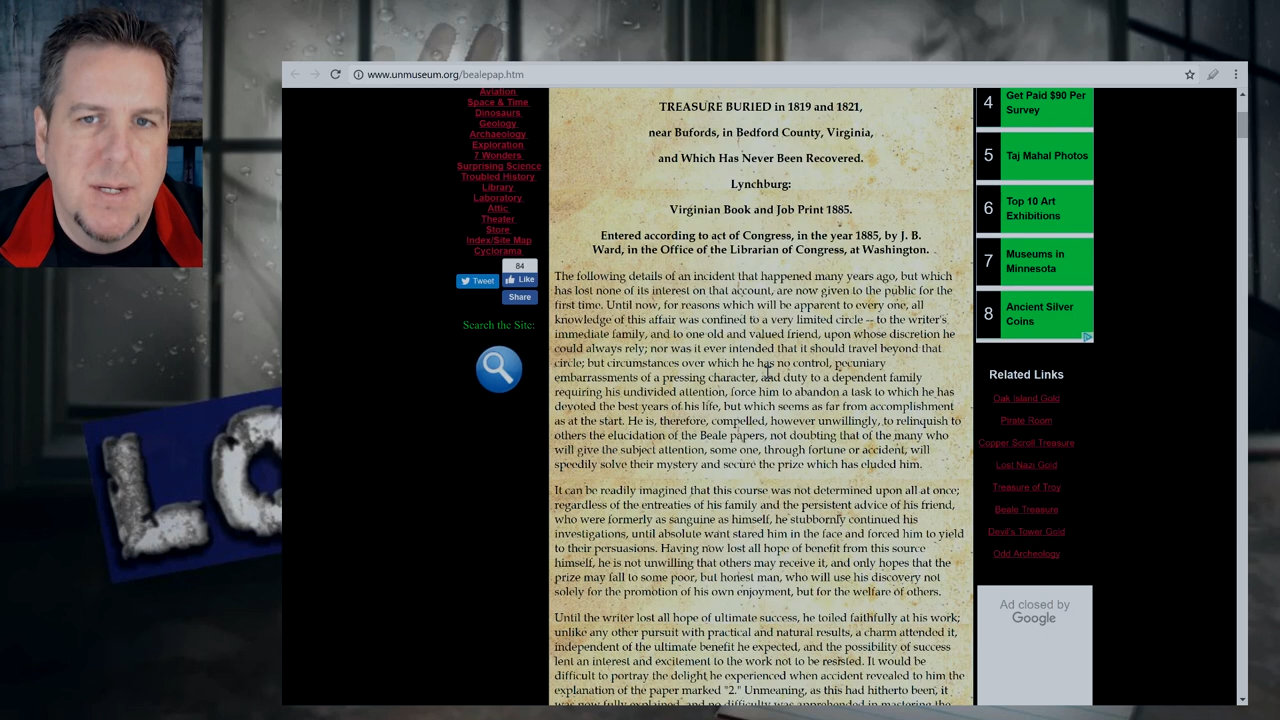 www.unmuseum.org/bealepap.htm
Aviation
Space & Time
Dinosaurs
Geology
Archaeology
Exploration
7 Wonders
Surprising Science
Troubled History
Library
Laboratory
Attic
Theater
Store
Index/Site Map
Cyclorama
84
Tweet
Like
Share
Search the Site:
TREASURE BURIED in 1819 and 1821,
near Bufords, in Bedford County, Virginia,
and Which Has Never Been Recovered.
Lynchburg:
Virginian Book and Job Print 1885.
Entered according to act of Congress, in the year 1885, by J. B.
Ward, in the Office of the Librarian of Congress, at Washington.
The following details of an incident that happened many years ago, but which
has lost none of its interest on that account, are now given to the public for the
first time. Until now, for reasons which will be apparent to every one, all
knowledge of this affair was confined to a very limited circle -- to the writer's
immediate family, and to one old and valued friend, upon whose discretion he
could always rely; nor was it ever intended that it should travel beyond that
circle; but circumstances over which he has no control, pecuniary
embarrassments of a pressing character, and duty to a dependent family
requiring his undivided attention, force him to abandon a task to which he has
devoted the best years of his life, but which seems as far from accomplishment
as at the start. He is, therefore, compelled, however unwillingly, to relinquish to
others the elucidation of the Beale papers, not doubting that of the many who
will give the subject attention, some one, through fortune or accident, will
speedily solve their mystery and secure the prize which has eluded him.
It can be readily imagined that this course was not determined upon all at once;
regardless of the entreaties of his family and the persistent advice of his friend,
who were formerly as sanguine as himself, he stubbornly continued his
investigations, until absolute want stared him in the face and forced him to yield
to their persuasions. Having now lost all hope of benefit from this source
himself, he is not unwilling that others may receive it, and only hopes that the
prize may fall to some poor, but honest man, who will use his discovery not
solely for the promotion of his own enjoyment, but for the welfare of others.
Until the writer lost all hope of ultimate success, he toiled faithfully at his work;
unlike any other pursuit with practical and natural results, a charm attended it,
independent of the ultimate benefit he expected, and the possibility of success
lent an interest and excitement to the work not to be resisted. It would be
difficult to portray the delight he experienced when accident revealed to him the
explanation of the paper marked "2." Unmeaning, as this had hitherto been, it
was now fully explained, and no difficulty was apprehended in mastering the
4 Get Paid $90 Per
Survey
5 Taj Mahal Photos
6 Top 10 Art
Exhibitions
7 Museums In
Minnesota
8 Ancient Silver
Coins
Related Links
Oak Island Gold
Pirate Room
Copper Scroll Treasure
Lost Nazi Gold
Treasure of Troy
Beale Treasure
Devil's Tower Gold
Odd Archeology
Ad closed by
Google